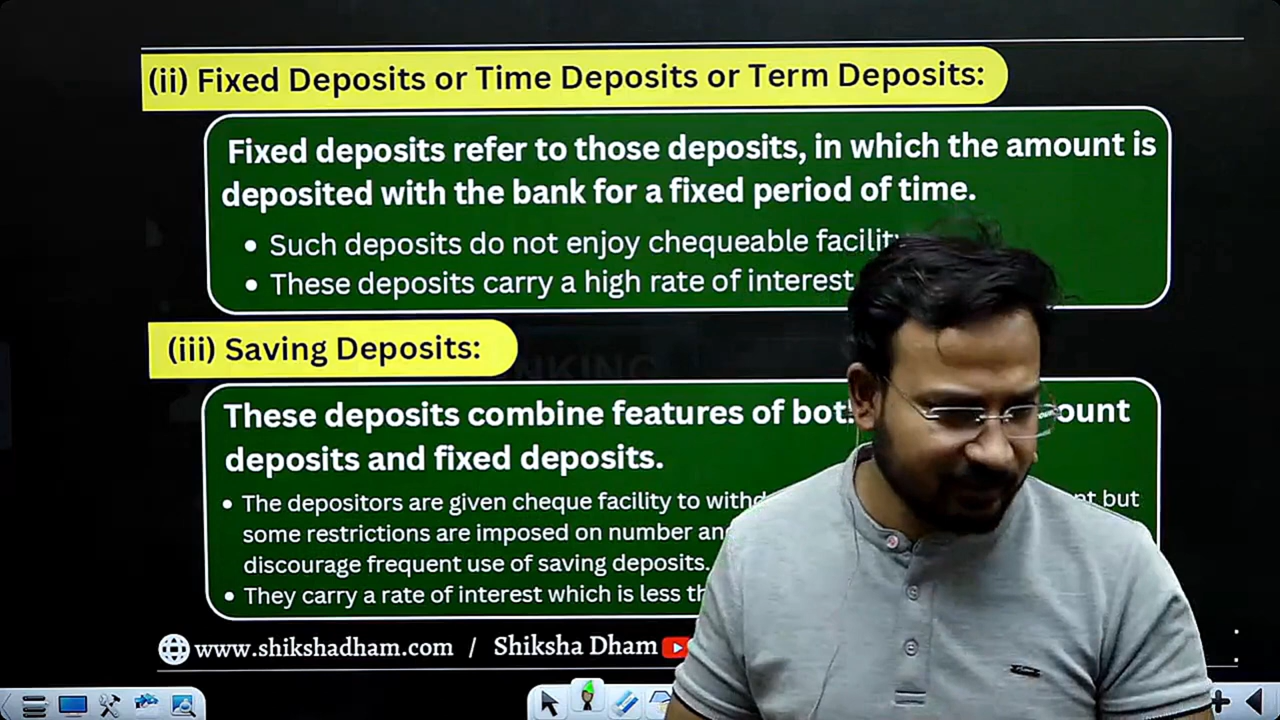 (ii) Fixed Deposits or Time Deposits or Term Deposits:
Fixed deposits refer to those deposits, in which the amount is
deposited with the bank for a fixed period of time.
• Such deposits do not enjoy chequeable
• These deposits carry a high rate of interest
(iii) Saving Deposits:
These deposits combine features of
deposits and fixed deposits.
• The depositors are given cheque facility to but
some restrictions are imposed on number
discourage frequent use of saving deposits.
• They carry a rate of interest which is less
www.shikshadham.com / Shiksha Dham